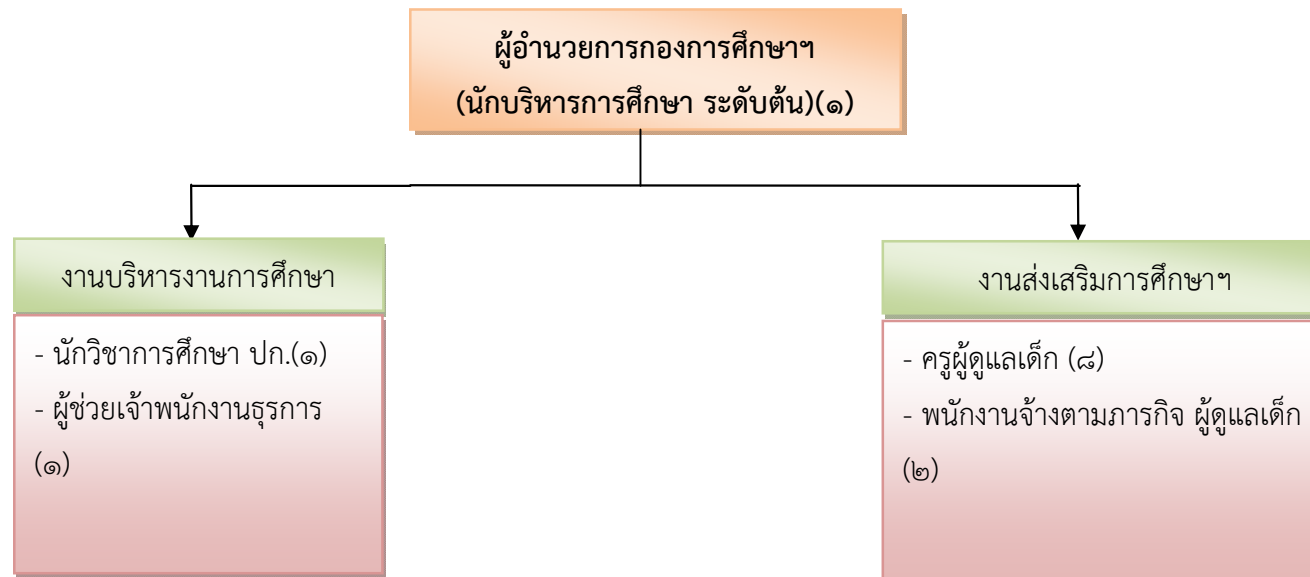 ผู้อำนวยการกองการศึกษาฯ
(นักบริหารการศึกษา ระดับต้น)(๑)
งานบริหารงานการศึกษา
- นักวิชาการศึกษา ปก.(๑)
- ผู้ช่วยเจ้าพนักงานธุรการ
(๑)
งานส่งเสริมการศึกษาฯ
- ครูผู้ดูแลเด็ก (๘)
- พนักงานจ้างตามภารกิจ ผู้ดูแลเด็ก
(๒)